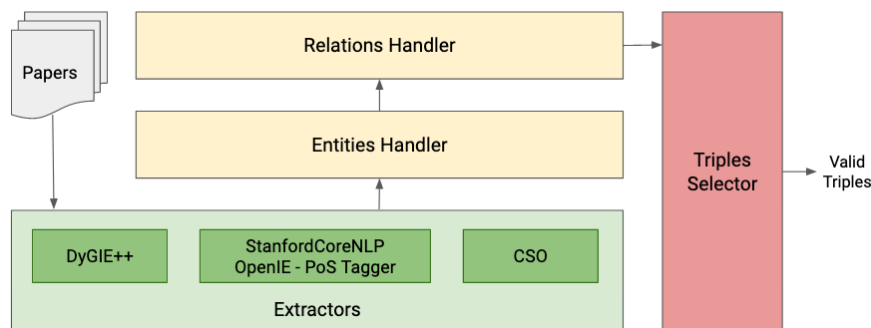 Papers
Relations Handler
Entities Handler
Triples
Selector
Valid
Triples
DyGIE++
StanfordCoreNLP
OpenIE - PoS Tagger
CSO
Extractors